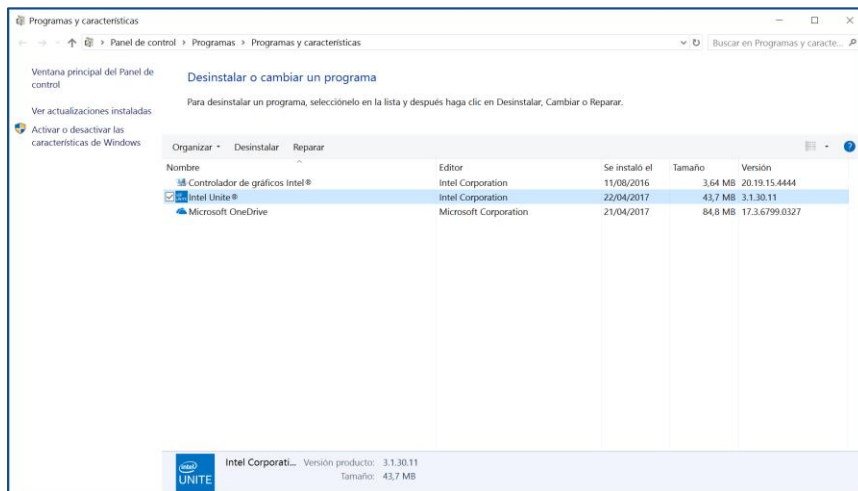 Programas y características
Panel de control > Programas > Programas y características
Buscar en Programas y caracte...
Ventana principal del Panel de
control
Ver actualizaciones instaladas
Activar o desactivar las
características de Windows
Desinstalar o cambiar un programa
Para desinstalar un programa, selecciónelo en la lista y después haga clic en Desinstalar, Cambiar o Reparar.
Organizar Desinstalar Reparar
Nombre Editor Se instaló el Tamaño Versión
Controlador de gráficos Intel® Intel Corporation 11/08/2016 3,64 MB 20.19.15.4444
Intel Unite® Intel Corporation 22/04/2017 43,7 MB 3.1.30.11
Microsoft OneDrive Microsoft Corporation 21/04/2017 84,8 MB 17.3.6799.0327
intel UNITE
Intel Corporati... Versión producto: 3.1.30.11
Tamaño: 43,7 MB